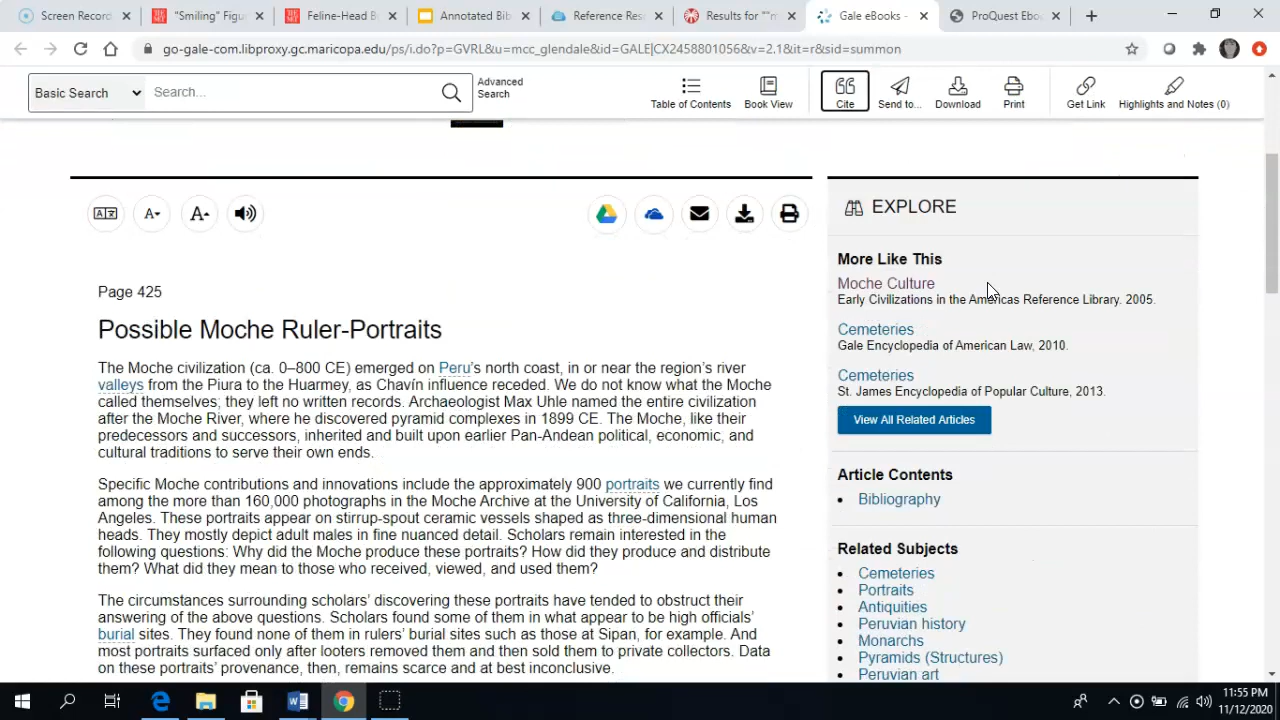 Screen Record
"Smiling" Figu
Feline-Head B
Annotated Bib
Reference Res
Results for ""m
Gale eBooks -
ProQuest Eboo
go-gale-com.libproxy.gc.maricopa.edu/ps/i.do?p=GVRL&u=mcc_glendale&id=GALE|CX2458801056&v=2.1&it=r&sid=summon
Basic Search
Search...
Advanced
Search
Table of Contents
Book View
Cite
Send to...
Download
Print
Get Link
Highlights and Notes (0)
A-
A-
Page 425
Possible Moche Ruler-Portraits
The Moche civilization (ca. 0–800 CE) emerged on Peru's north coast, in or near the region's river
valleys from the Piura to the Huarmey, as Chavín influence receded. We do not know what the Moche
called themselves; they left no written records. Archaeologist Max Uhle named the entire civilization
after the Moche River, where he discovered pyramid complexes in 1899 CE. The Moche, like their
predecessors and successors, inherited and built upon earlier Pan-Andean political, economic, and
cultural traditions to serve their own ends.
Specific Moche contributions and innovations include the approximately 900 portraits we currently find
among the more than 160,000 photographs in the Moche Archive at the University of California, Los
Angeles. These portraits appear on stirrup-spout ceramic vessels shaped as three-dimensional human
heads. They mostly depict adult males in fine nuanced detail. Scholars remain interested in the
following questions: Why did the Moche produce these portraits? How did they produce and distribute
them? What did they mean to those who received, viewed, and used them?
The circumstances surrounding scholars' discovering these portraits have tended to obstruct their
answering of the above questions. Scholars found some of them in what appear to be high officials'
burial sites. They found none of them in rulers' burial sites such as those at Sipan, for example. And
most portraits surfaced only after looters removed them and then sold them to private collectors. Data
on these portraits' provenance, then, remains scarce and at best inconclusive.
EXPLORE
More Like This
Moche Culture
Early Civilizations in the Americas Reference Library. 2005.
Cemeteries
Gale Encyclopedia of American Law, 2010.
Cemeteries
St. James Encyclopedia of Popular Culture, 2013.
View All Related Articles
Article Contents
• Bibliography
Related Subjects
• Cemeteries
• Portraits
• Antiquities
• Peruvian history
• Monarchs
• Pyramids (Structures)
• Peruvian art
11:55 PM
11/12/2020